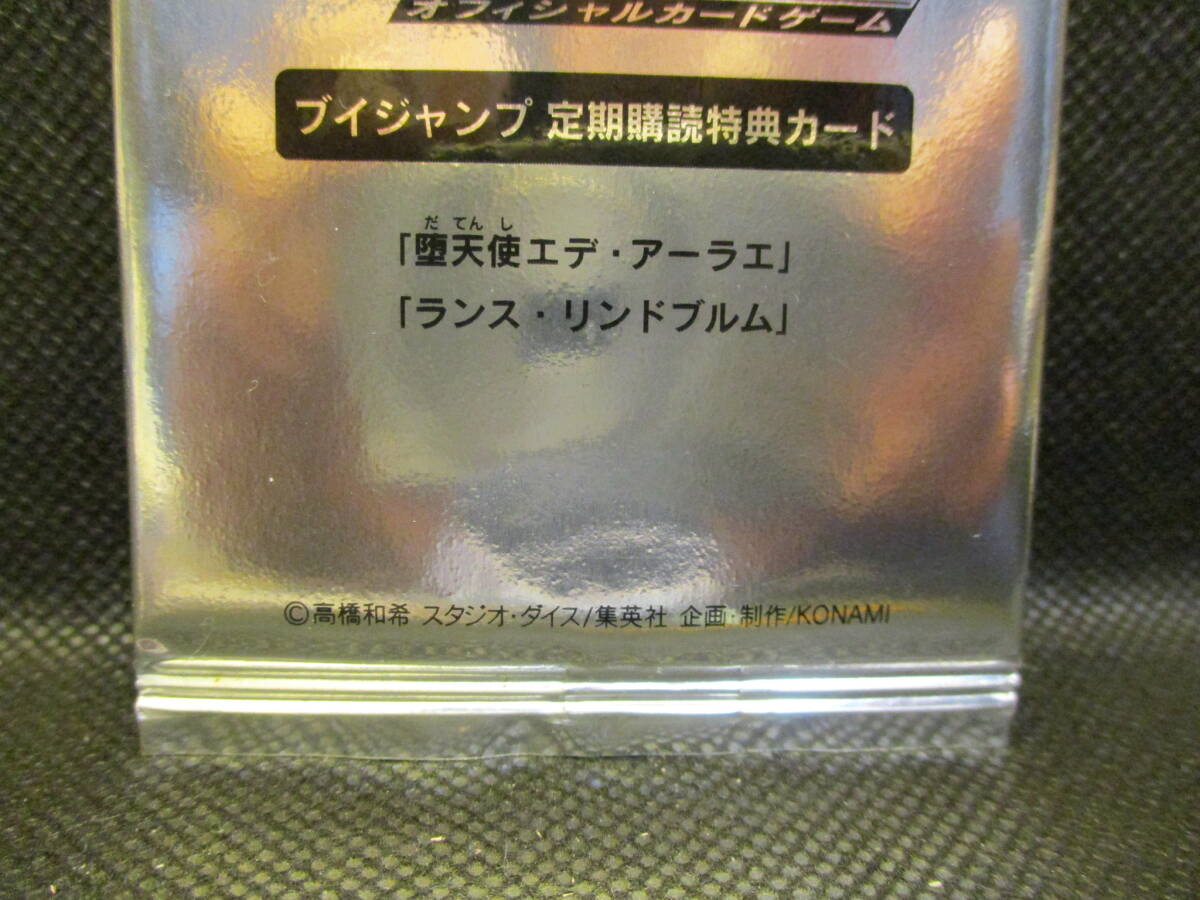 オフィシャルカードゲーム
ブイジャンプ 定期購読特典カード
だ てん し
「堕天使エデ・アーラエ」
「ランス・リンドブルム」
©高橋和希 スタジオ・ダイス/集英社 企画・制作/KONAMI